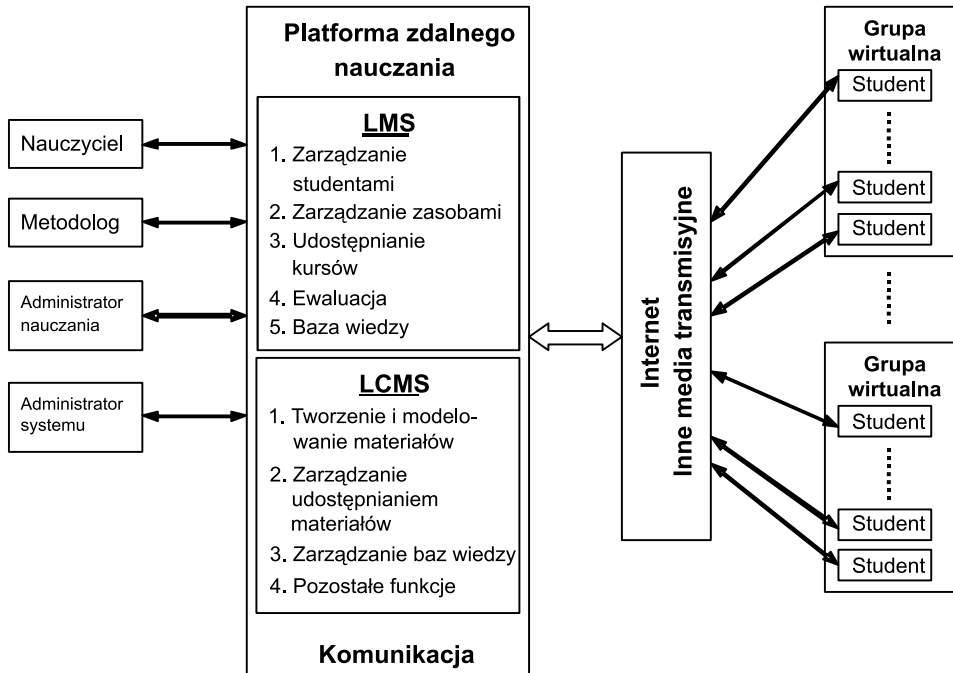 Nauczyciel
Metodolog
Administrator
nauczania
Administrator
systemu
Platforma zdalnego
nauczania
LMS
1. Zarządzanie
studentami
2. Zarządzanie zasobami
3. Udostępnianie
kursów
4. Ewaluacja
5. Baza wiedzy
LCMS
1. Tworzenie i modelo-
wanie materiałów
2. Zarządzanie
udostępnianiem
materiałów
3. Zarządzanie baz wiedzy
4. Pozostałe funkcje
Komunikacja
Internet
Inne media transmisyjne
Grupa
wirtualna
Student
Student
Student
Grupa
wirtualna
Student
Student
Student